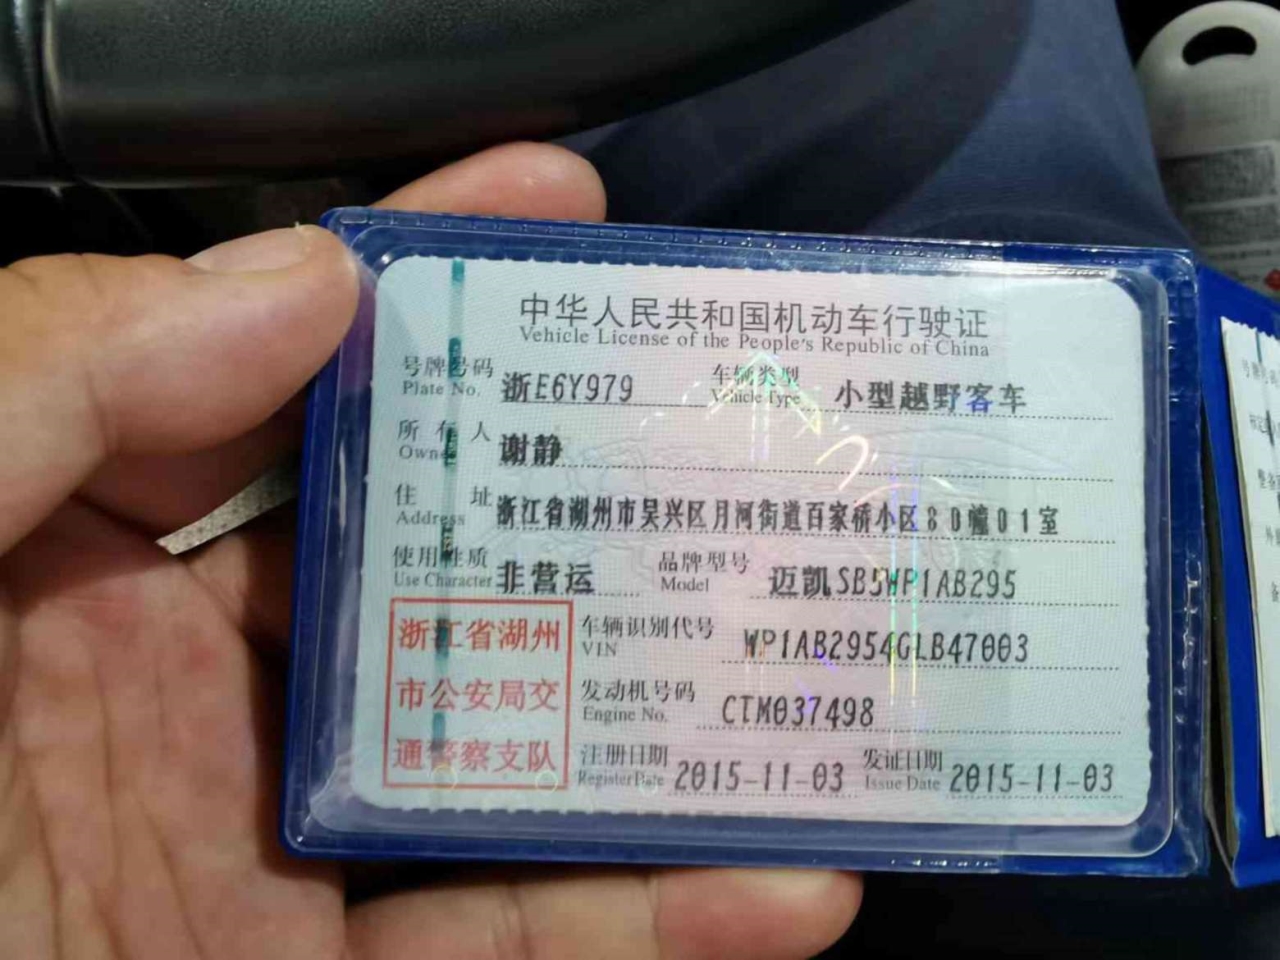 中华人民共和国机动车行驶证
Vehicle License of the People's Republic of China
号牌号码 浙E6Y979 车辆类型 小型越野客车
Plate No. Vehicle Type
所有人 谢静
Owner
住址 浙江省湖州市吴兴区月河街道百家桥小区80幢01室
Address
使用性质 非营运 品牌型号 迈凯SB5WP1AB295
Use Character Model
浙江省湖州
市公安局交
通警察支队
车辆识别代号 WP1AB2954GLB47003
VIN
发动机号码 CTM037498
Engine No.
注册日期 2015-11-03 发证日期 2015-11-03
Register Date Issue Date